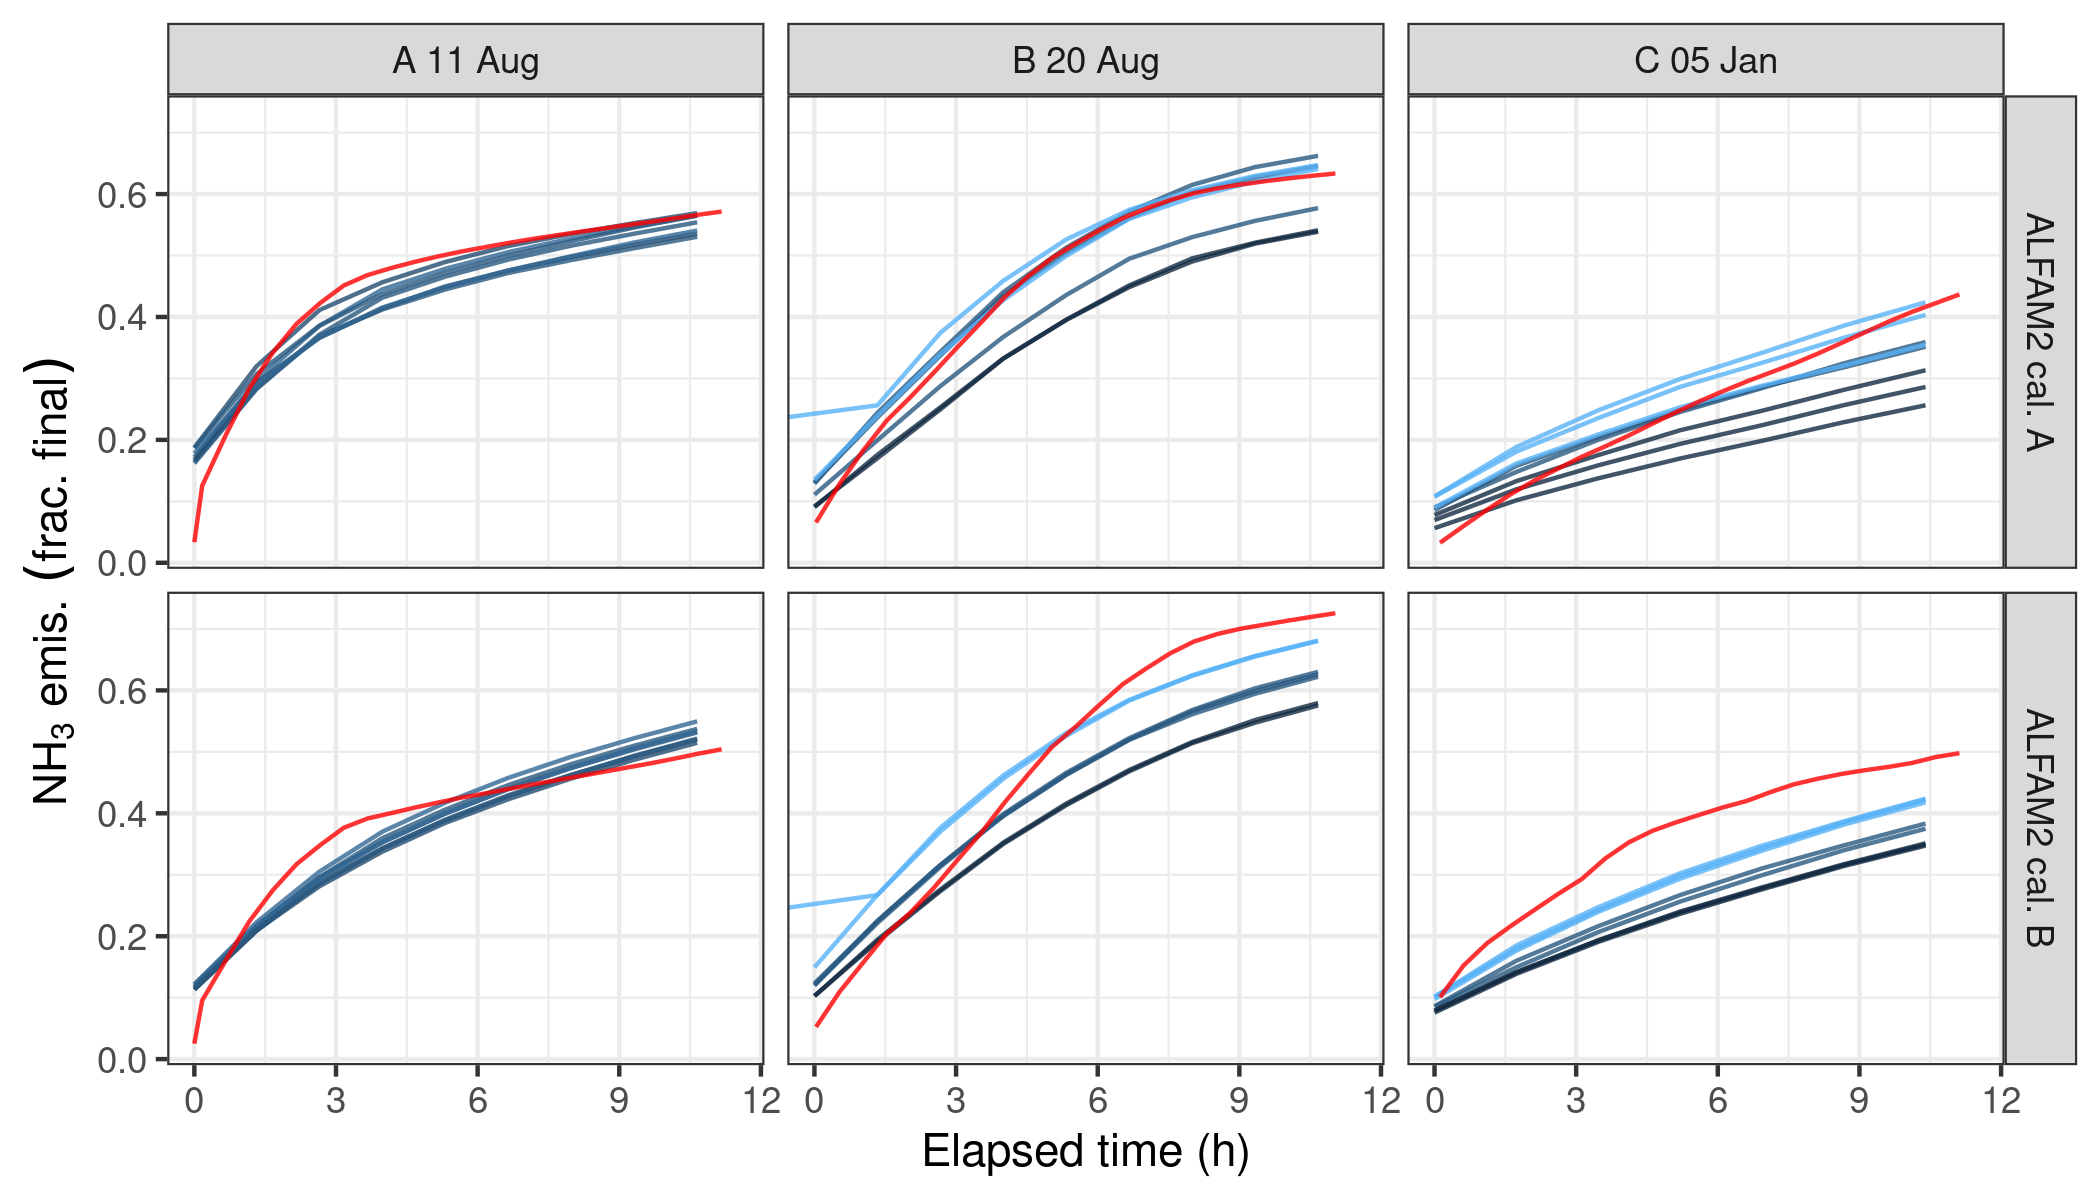 A 11 Aug
B 20 Aug
C 05 Jan
NH3 emis. (frac. final)
0.6
0.4
0.2
0.0
ALFAM2 cal. A
0.6
0.4
0.2
0.0
ALFAM2 cal. B
0 3 6 9 12 0 3 6 9 12 0 3 6 9 12
Elapsed time (h)